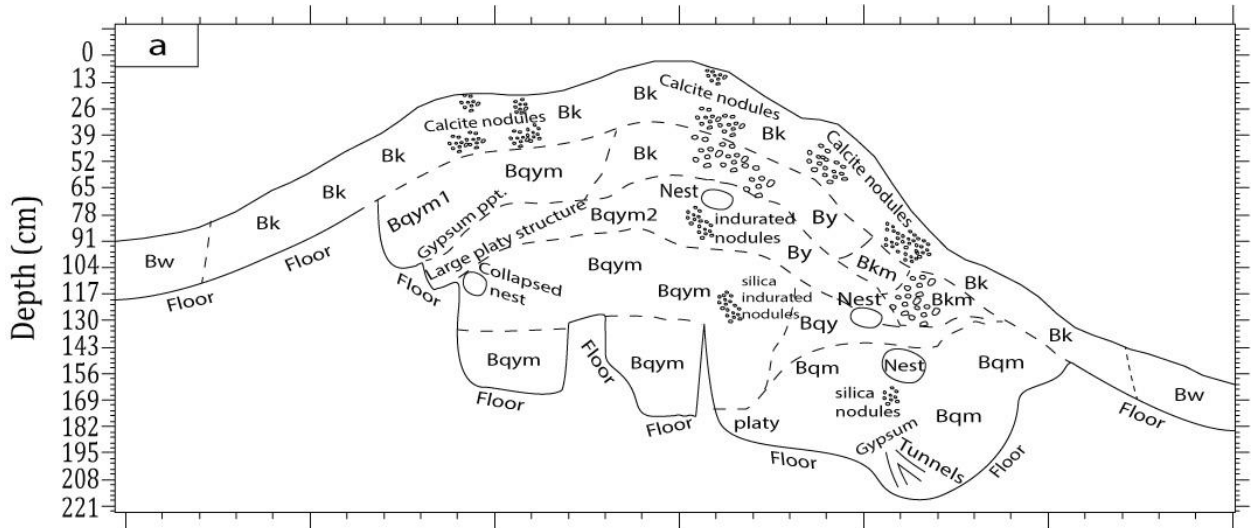 a
Depth (cm)
0
13
26
39
52
65
78
91
104
117
130
143
156
169
182
195
208
221
Calcite nodules
Bk
Bk
Calcite nodules
Bk
Calcite nodules
Bk
Bk
Bk
Bk
Bw
Floor
Floor
Bqym
Bqym1
Gypsum ppt.
Large platy structure
Bqym2
Nest
indurated
nodules
By
By
Bkm
Bk
Bkm
Floor
Collapsed
nest
Bqym
Bqym
silica
indurated
nodules
Nest
Bqy
Bk
Bqym
Floor
Floor
Bqym
Floor
Bqm
Nest
Bqm
silica
nodules
Bqm
platy
Floor
Gypsum
Tunnels
Floor
Floor
Bw